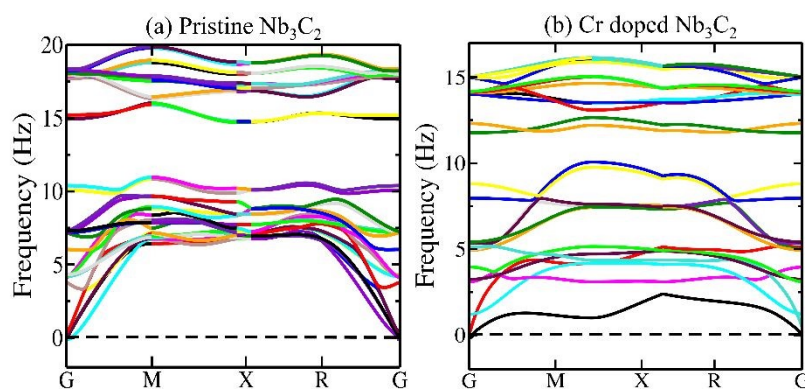 (a) Pristine Nb₃C₂
Frequency (Hz)
20
15
10
5
0
G M X R G
(b) Cr doped Nb₃C₂
Frequency (Hz)
15
10
5
0
G M X R G